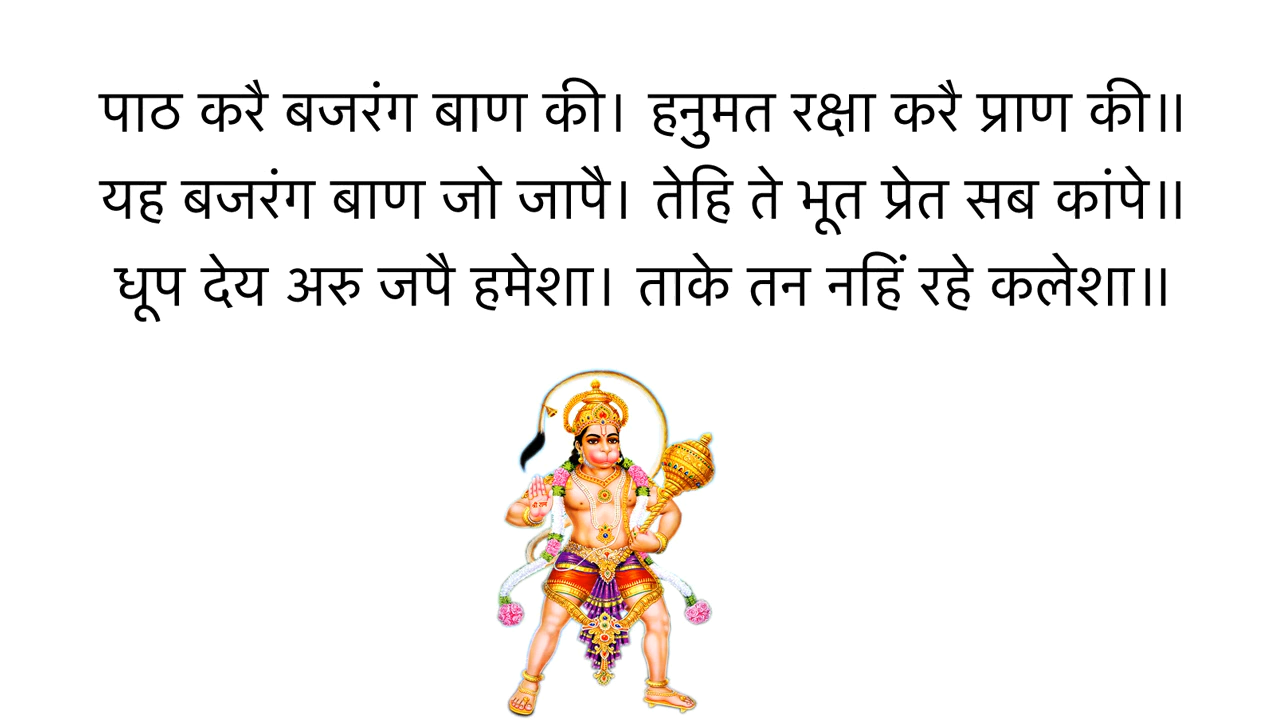 पाठ करै बजरंग बाण की। हनुमत रक्षा करै प्राण की॥
यह बजरंग बाण जो जापै। तेहि ते भूत प्रेत सब कांपे॥
धूप देय अरु जपै हमेशा। ताके तन नहिं रहे कलेशा॥